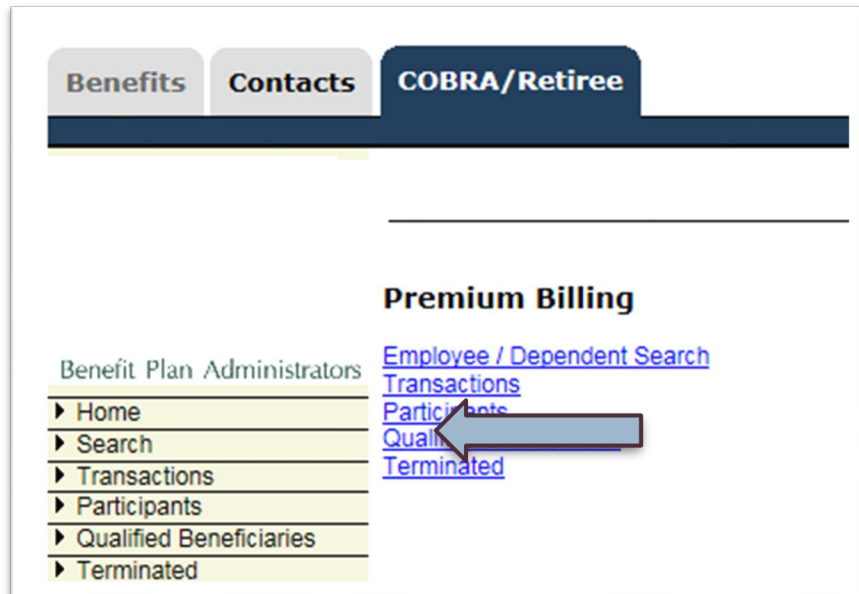 Benefits Contacts COBRA/Retiree
Premium Billing
Employee / Dependent Search
Transactions
Participants
Terminated
Benefit Plan Administrators
Home
Search
Transactions
Participants
Qualified Beneficiaries
Terminated